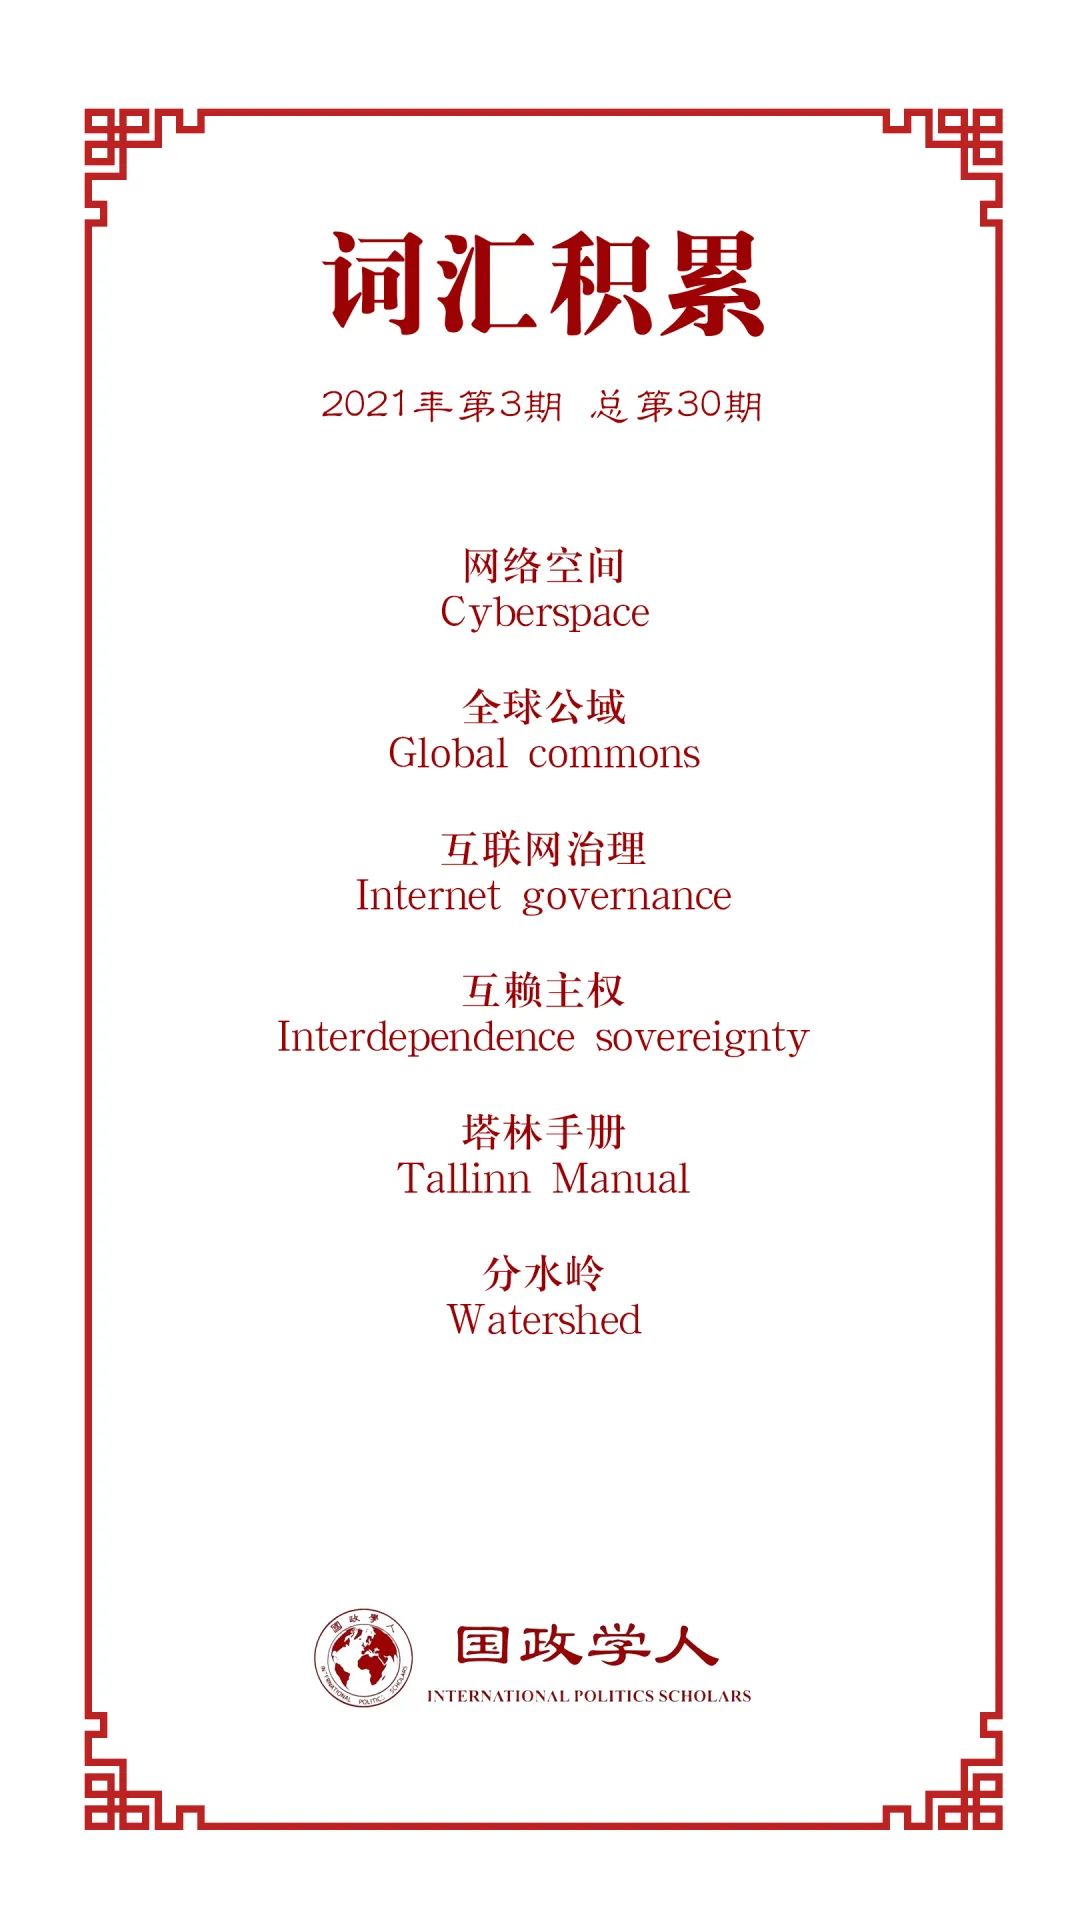 词汇积累
2021年第3期 总第30期
网络空间
Cyberspace
全球公域
Global commons
互联网治理
Internet governance
互赖主权
Interdependence sovereignty
塔林手册
Tallinn Manual
分水岭
Watershed
國政學人
INTERNATIONAL POLITICS SCHOLARS
国政学人
INTERNATIONAL POLITICS SCHOLARS